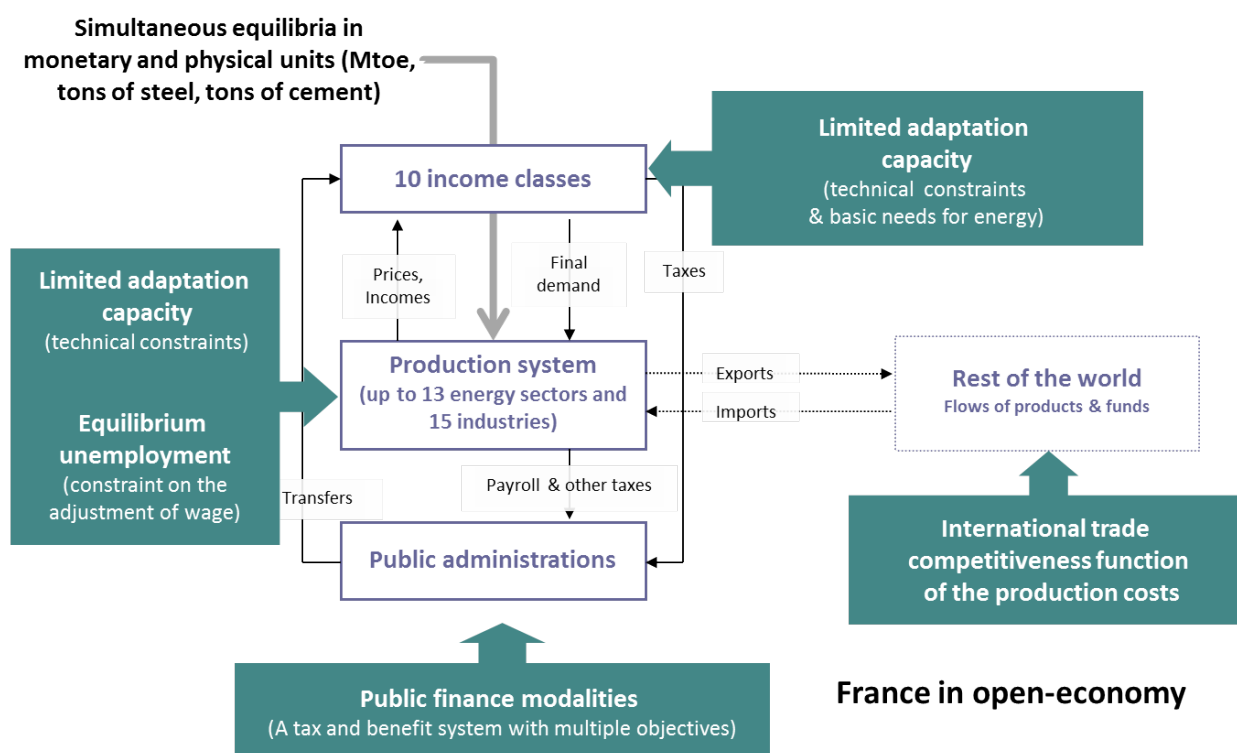 Simultaneous equilibria in
monetary and physical units (Mtoe,
tons of steel, tons of cement)
Limited adaptation
capacity
(technical constraints
& basic needs for energy)
10 income classes
Limited adaptation
capacity
(technical constraints)
Equilibrium
unemployment
(constraint on the
adjustment of wage)
Prices,
Incomes
Final
demand
Taxes
Production system
(up to 13 energy sectors and
15 industries)
Exports
Imports
Rest of the world
Flows of products & funds
Transfers
Payroll & other taxes
Public administrations
International trade
competitiveness function
of the production costs
Public finance modalities
(A tax and benefit system with multiple objectives)
France in open-economy